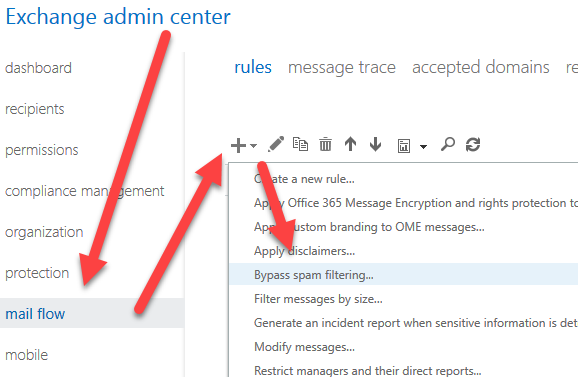 Exchange admin center
dashboard
recipients
permissions
compliance management
organization
protection
mail flow
mobile
rules message trace accepted domains re
Create a new rule...
Apply Office 365 Message Encryption and rights protection to
Apply custom branding to OME messages...
Apply disclaimers...
Bypass spam filtering...
Filter messages by size...
Generate an incident report when sensitive information is det
Modify messages...
Restrict managers and their direct reports...